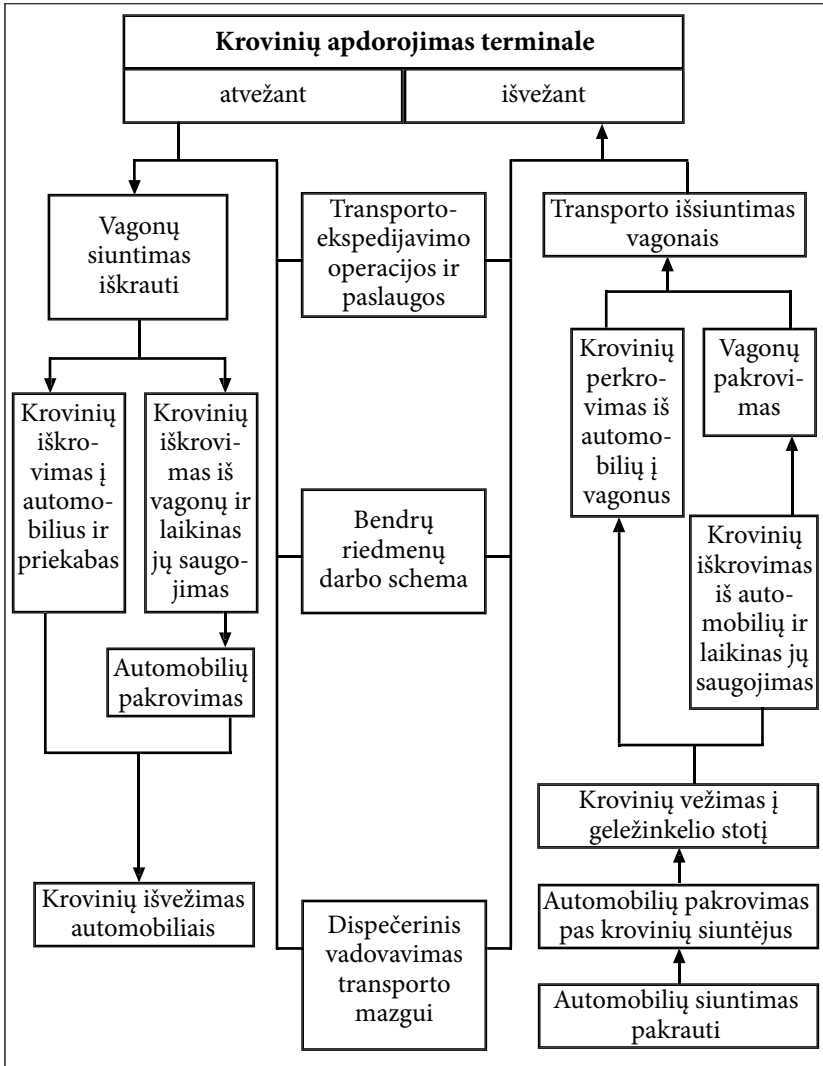 Krovinių apdorojimas terminale
atvežant
išvežant
Vagonų
siuntimas
iškrauti
Transporto-
ekspedijavimo
operacijos ir
paslaugos
Transporto išsiuntimas
vagonais
Krovinių
iškro-
vimas į
automo-
bilius ir
priekabas
Krovinių
iškrovi-
mas iš
vagonų ir
laikinas
jų saugo-
jimas
Krovinių
perkro-
vimas iš
automo-
bilių į
vagonus
Vagonų
pakrovi-
mas
Bendrų
riedmenų
darbo schema
Krovinių
iškrovimas
iš auto-
mobilių ir
laikinas jų
saugojimas
Automobilių
pakrovimas
Krovinių vežimas į
geležinkelio stotį
Krovinių išvežimas
automobiliais
Dispečerinis
vadovavimas
transporto
mazgui
Automobilių pakrovimas
pas krovinių siuntėjus
Automobilių siuntimas
pakrauti